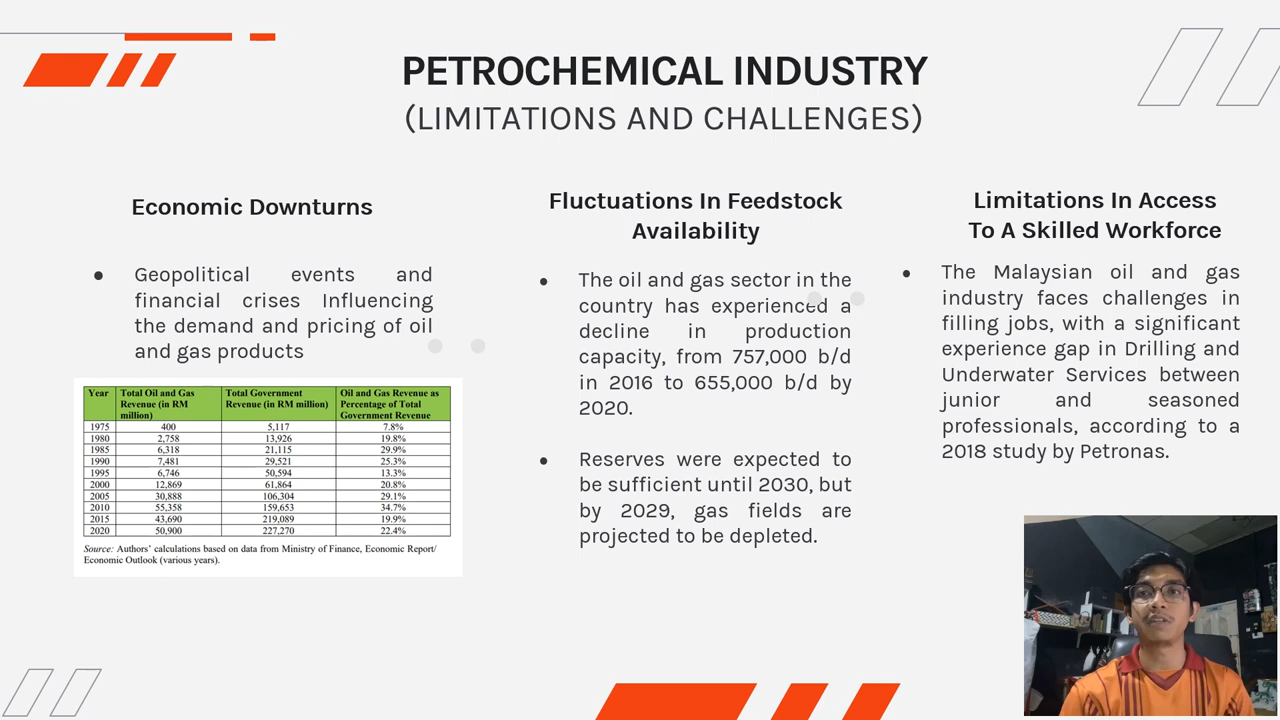 PETROCHEMICAL INDUSTRY
(LIMITATIONS AND CHALLENGES)
Economic Downturns
● Geopolitical events and
financial crises Influencing
the demand and pricing of oil
and gas products
Year Total Oil and Gas Revenue (in RM million) Total Government Revenue (in RM million) Oil and Gas Revenue as Percentage of Total Government Revenue
1975 400 5,117 7.8%
1980 2,758 13,926 19.8%
1985 6,318 21,115 29.9%
1990 7,481 29,521 25.3%
1995 6,746 50,594 13.3%
2000 12,869 61,864 20.8%
2005 30,888 106,304 29.1%
2010 55,358 159,653 34.7%
2015 43,690 219,089 19.9%
2020 50,900 227,270 22.4%
Source: Authors' calculations based on data from Ministry of Finance, Economic Report/
Economic Outlook (various years).
Fluctuations In Feedstock
Availability
● The oil and gas sector in the
country has experienced a
decline in production
capacity, from 757,000 b/d
in 2016 to 655,000 b/d by
2020.
● Reserves were expected to
be sufficient until 2030, but
by 2029, gas fields are
projected to be depleted.
Limitations In Access
To A Skilled Workforce
● The Malaysian oil and gas
industry faces challenges in
filling jobs, with a significant
experience gap in Drilling and
Underwater Services between
junior and seasoned
professionals, according to a
2018 study by Petronas.